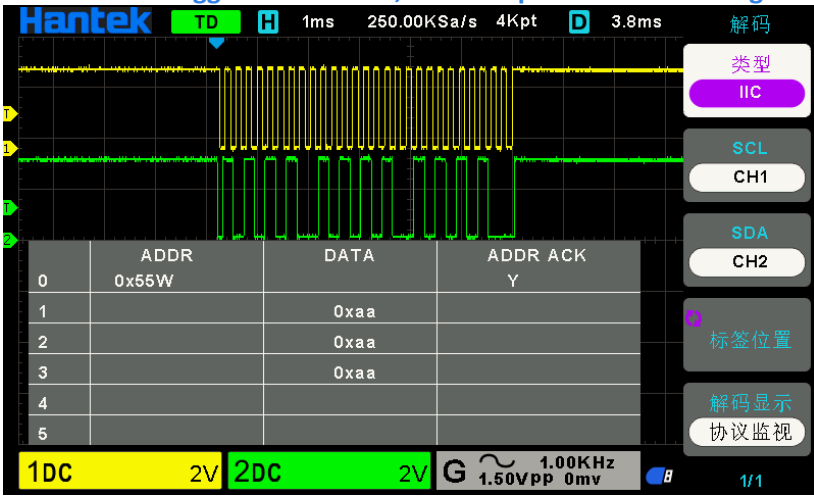 Hantek TD H 1ms 250.00KSa/s 4Kpt D 3.8ms 解码
类型
IIC
T
1
SCL
CH1
T
2
SDA
CH2
ADDR DATA ADDR ACK
0 0x55W Y
1 0xaa
2 0xaa
3 0xaa
4
5
标签位置
解码显示
协议监视
1DC 2V 2DC 2V G 1.00KHz
1.50Vpp 0mv
1/1